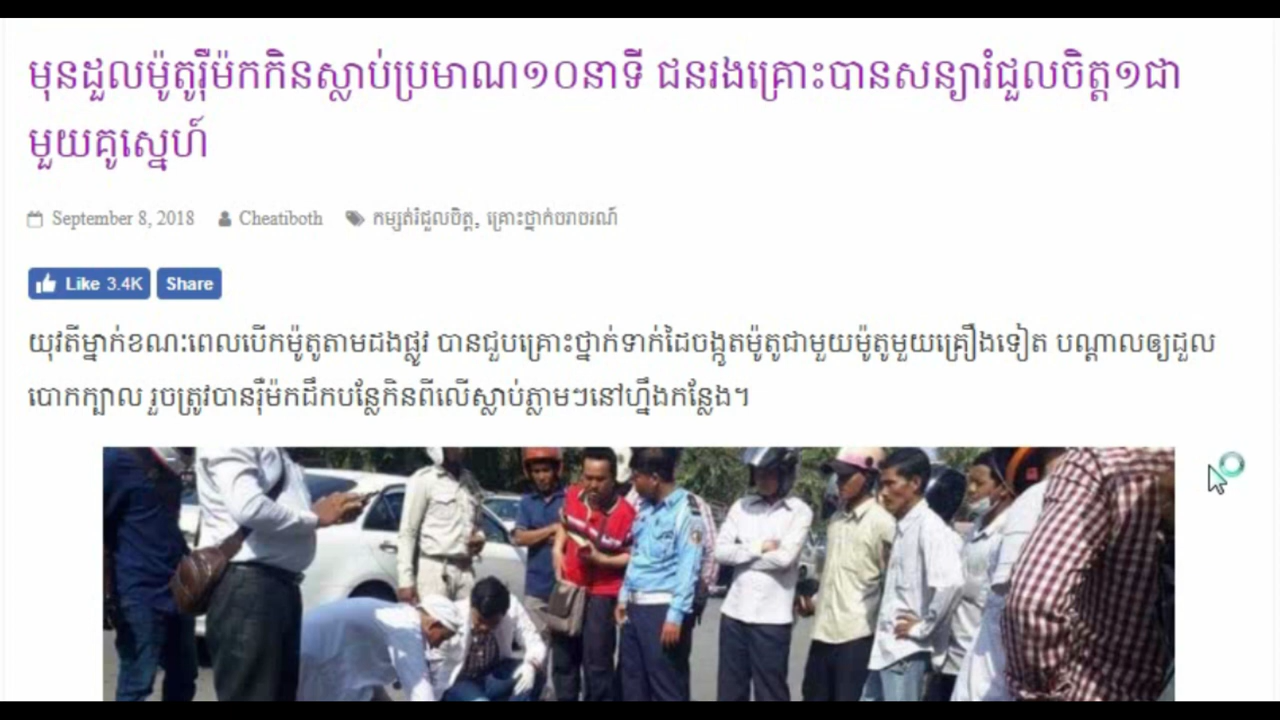 មុនដួលម៉ូតូរ៉ឺម៉កកិនស្លាប់ប្រមាណ១០នាទី ជនរងគ្រោះបានសន្យារំជួលចិត្ត១ជា
មួយគូស្នេហ៍
September 8, 2018 Cheatiboth កម្សត់រំជួលចិត្ត, គ្រោះថ្នាក់ចរាចរណ៍
Like 3.4K Share
យុវតីម្នាក់ខណៈពេលបើកម៉ូតូតាមដងផ្លូវ បានជួបគ្រោះថ្នាក់ទាក់ដៃចង្កូតម៉ូតូជាមួយម៉ូតូមួយគ្រឿងទៀត បណ្តាលឲ្យដួល
បោកក្បាល រួចត្រូវបានរ៉ឺម៉កដឹកបន្លែកិនពីលើស្លាប់ភ្លាមៗនៅហ្នឹងកន្លែង។